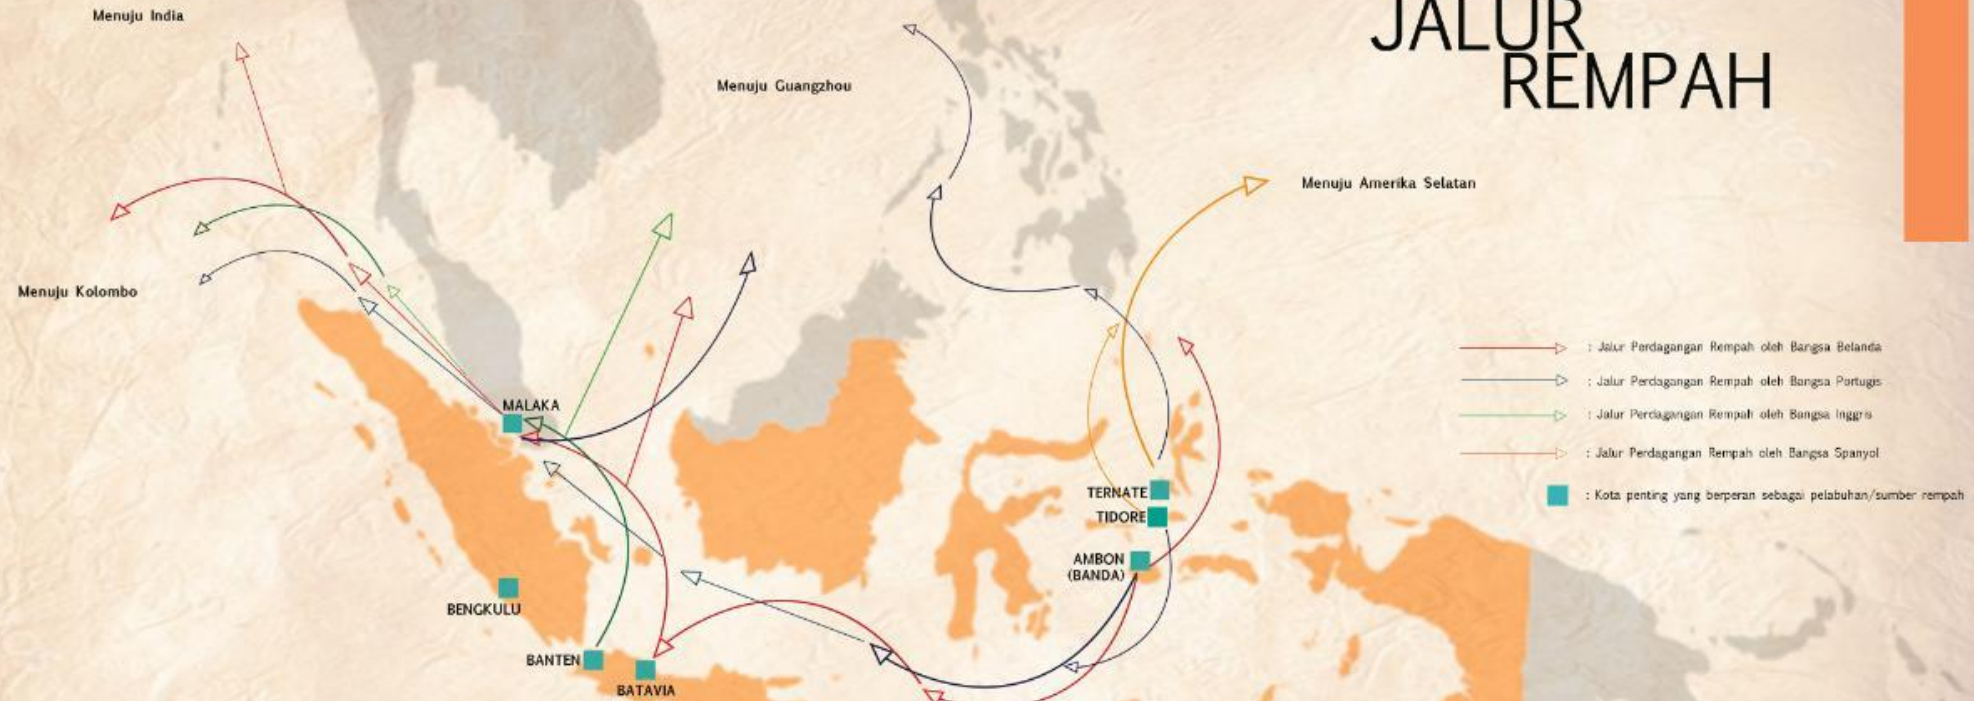 JALUR
REMPAH
Menuju India
Menuju Guangzhou
Menuju Amerika Selatan
Menuju Kolombo
MALAKA
TERNATE
TIDORE
AMBON
(BANDA)
BENGKULU
BANTEN
BATAVIA
: Jalur Perdagangan Rempah oleh Bangsa Belanda
: Jalur Perdagangan Rempah oleh Bangsa Portugis
: Jalur Perdagangan Rempah oleh Bangsa Inggris
: Jalur Perdagangan Rempah oleh Bangsa Spanyol
: Kota penting yang berperan sebagai pelabuhan/sumber rempah